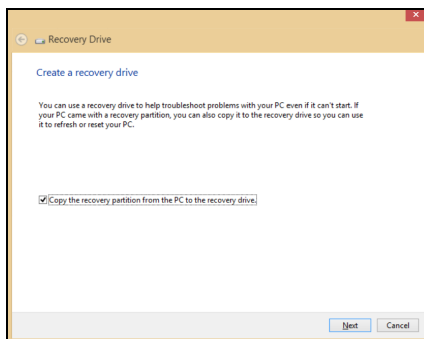 Recovery Drive
Create a recovery drive
You can use a recovery drive to help troubleshoot problems with your PC even if it can't start. If
your PC came with a recovery partition, you can also copy it to the recovery drive so you can use
it to refresh or reset your PC.
Copy the recovery partition from the PC to the recovery drive.
Next Cancel